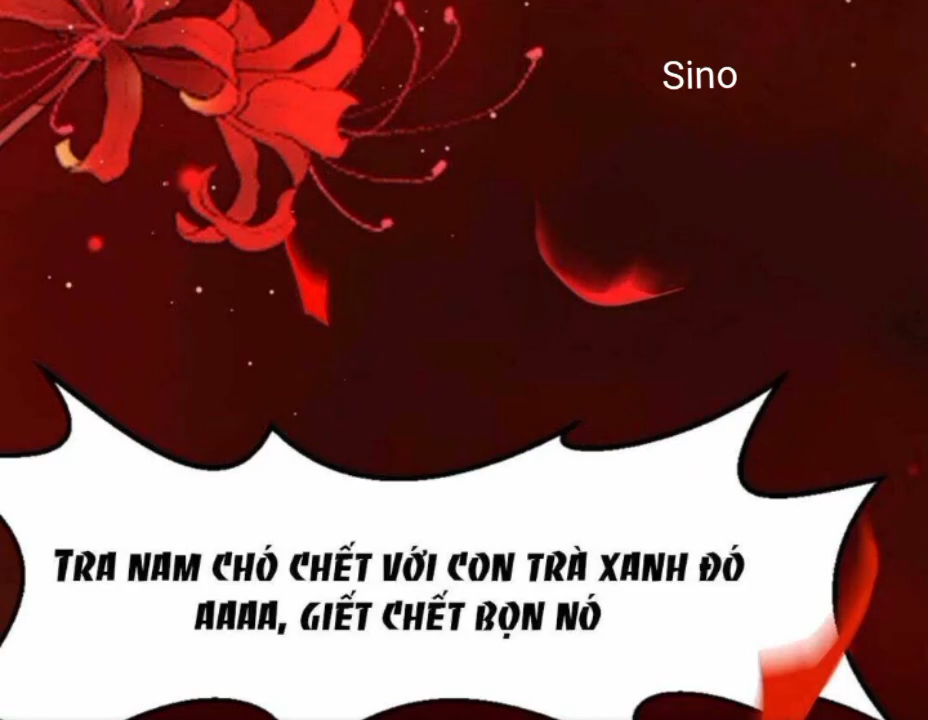 Sino
TRA NAM CHÓ CHẾT VỚI CON TRÀ XANH ĐÓ
AAAA, GIẾT CHẾT BỌN NÓ